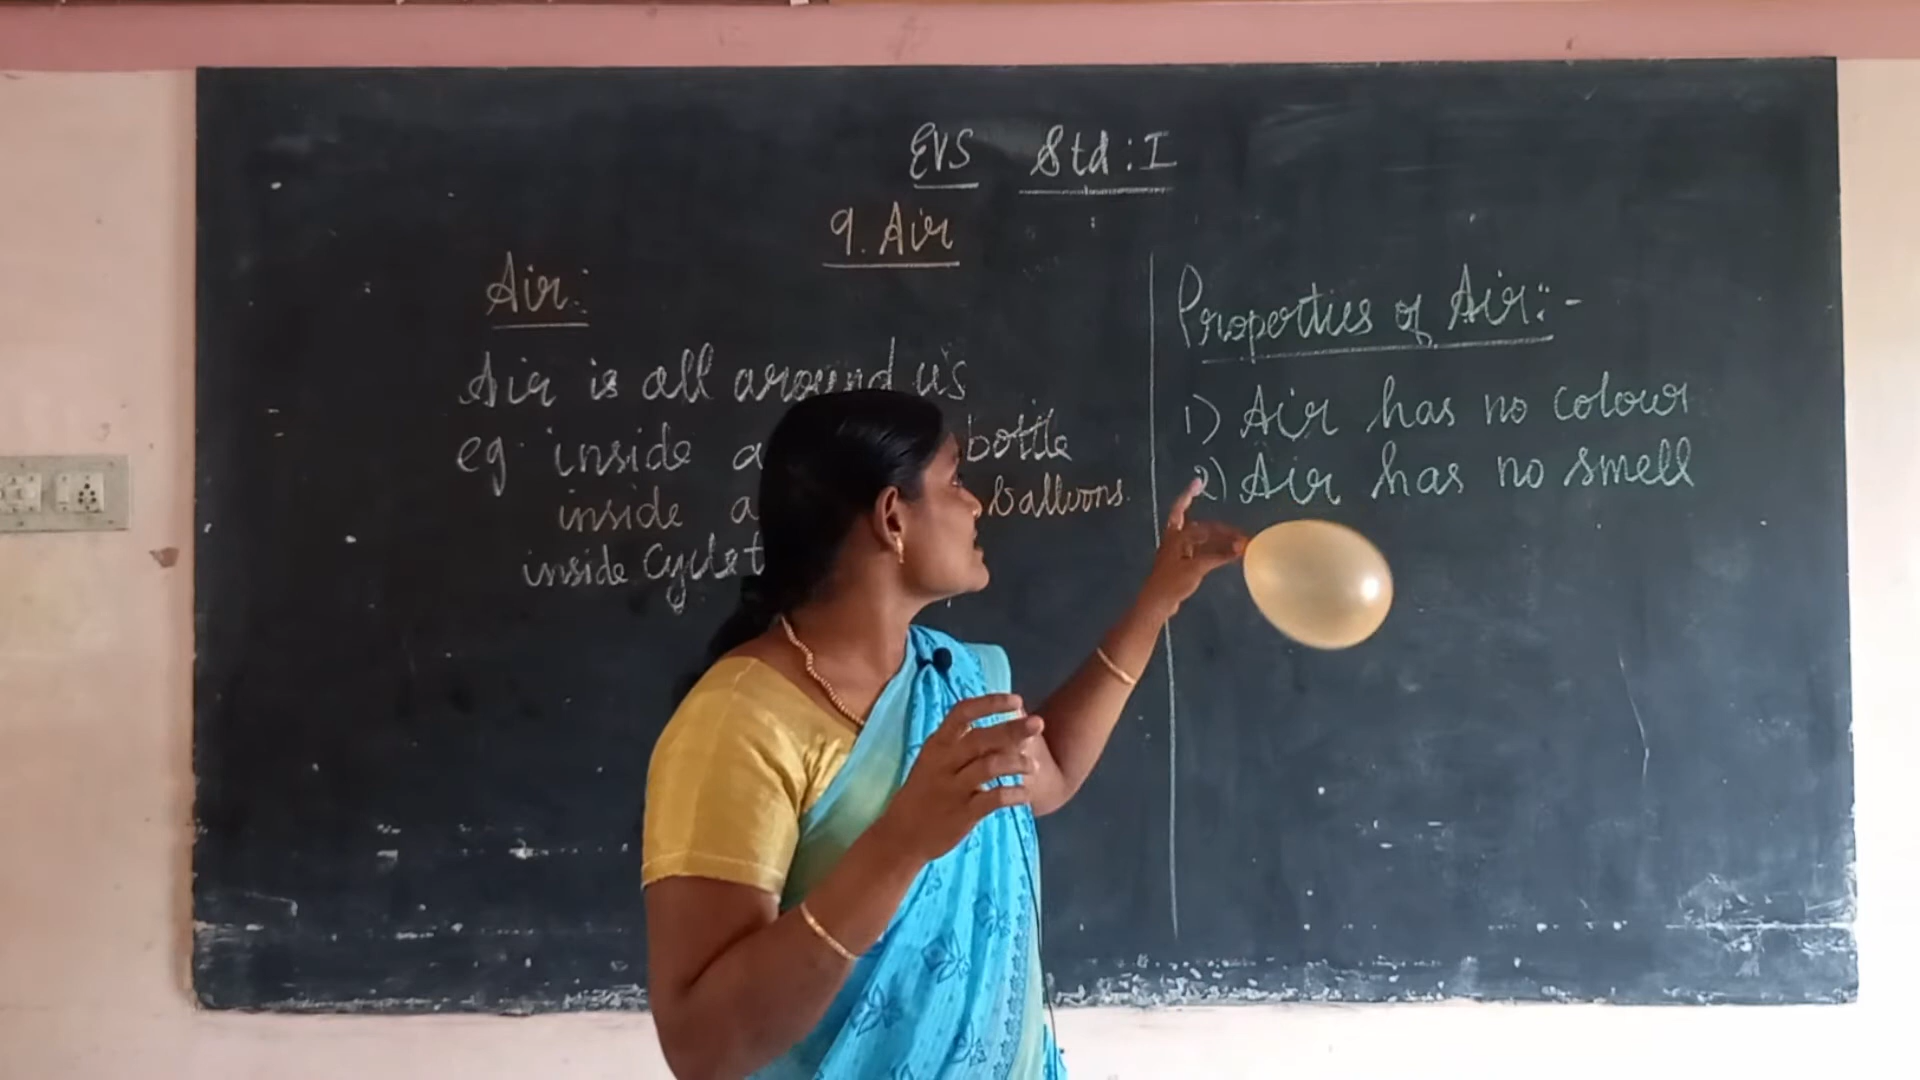 EVS Std : I
9. Air
Air:
Air is all around us
eg. inside a bottle
inside a balloons.
inside Cycle t
Properties of Air:-
1) Air has no colour
2) Air has no smell